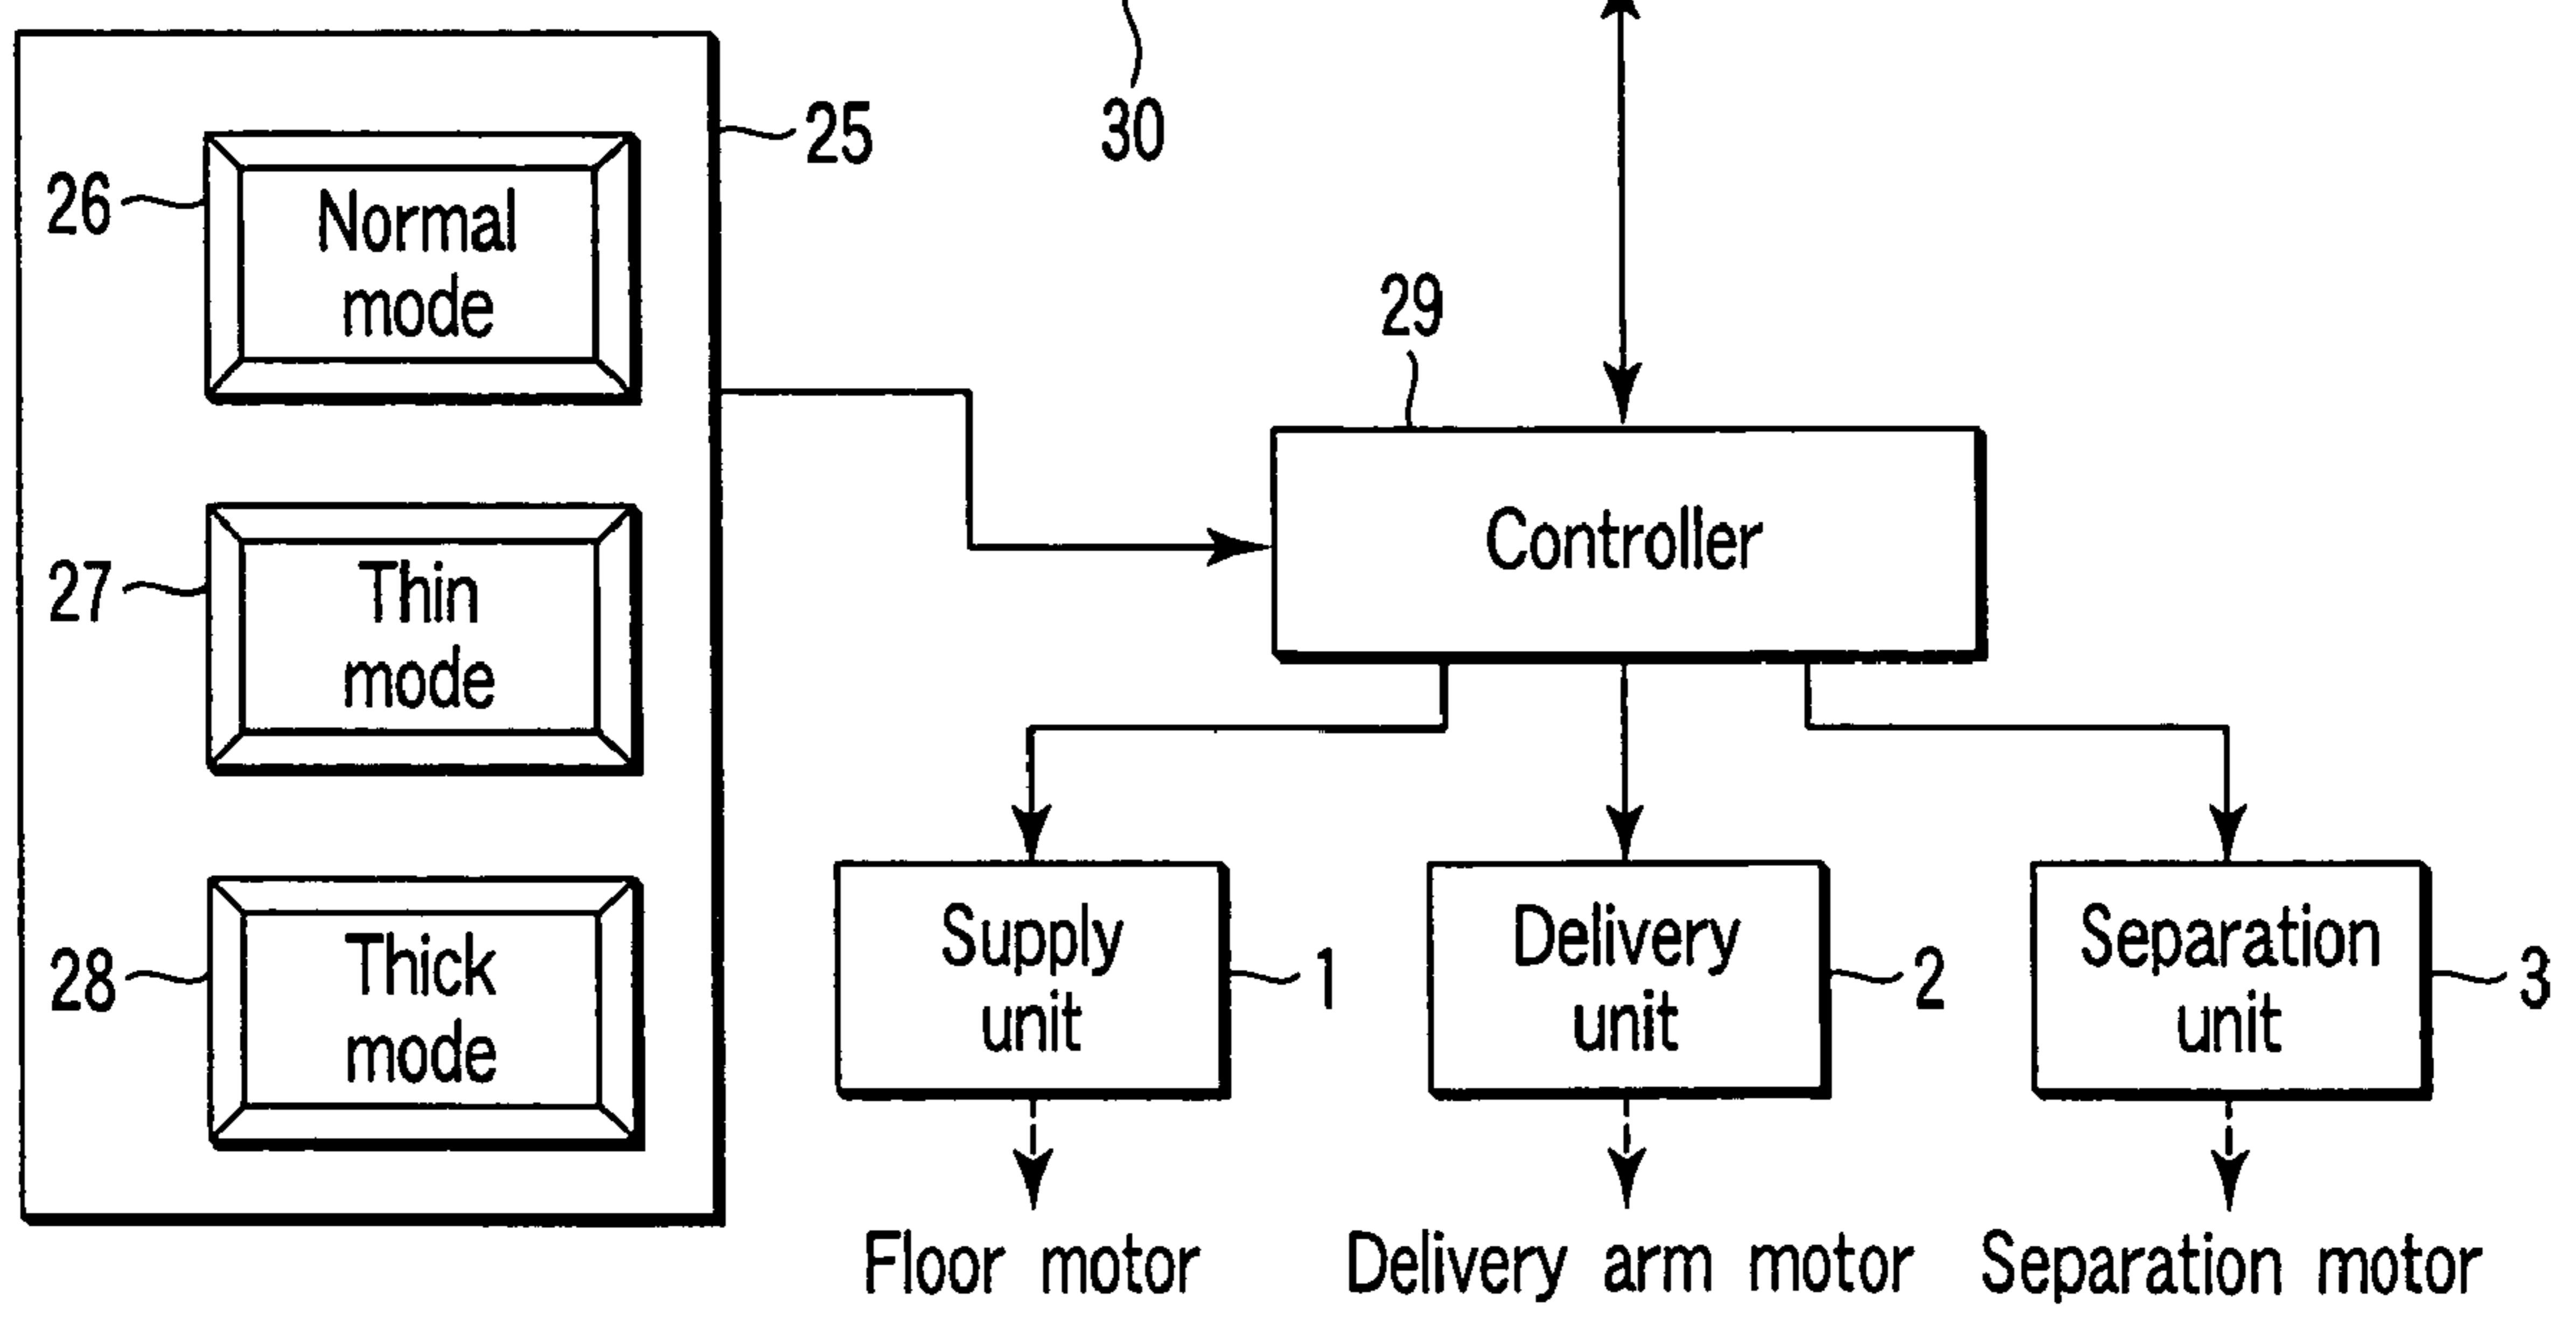 30
25
26
Normal
mode
29
Controller
27
Thin
mode
28
Thick
mode
Supply
unit
1
Delivery
unit
2
Separation
unit
3
Floor motor
Delivery arm motor
Separation motor